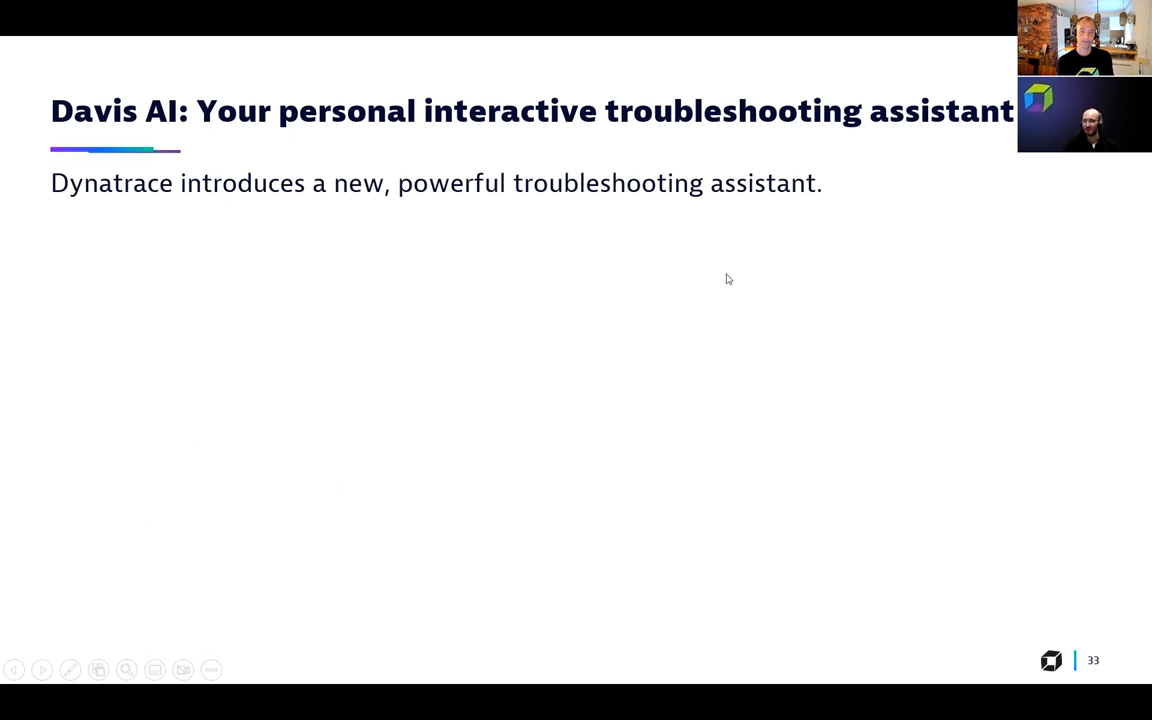 Davis AI: Your personal interactive troubleshooting assistant
Dynatrace introduces a new, powerful troubleshooting assistant.
33